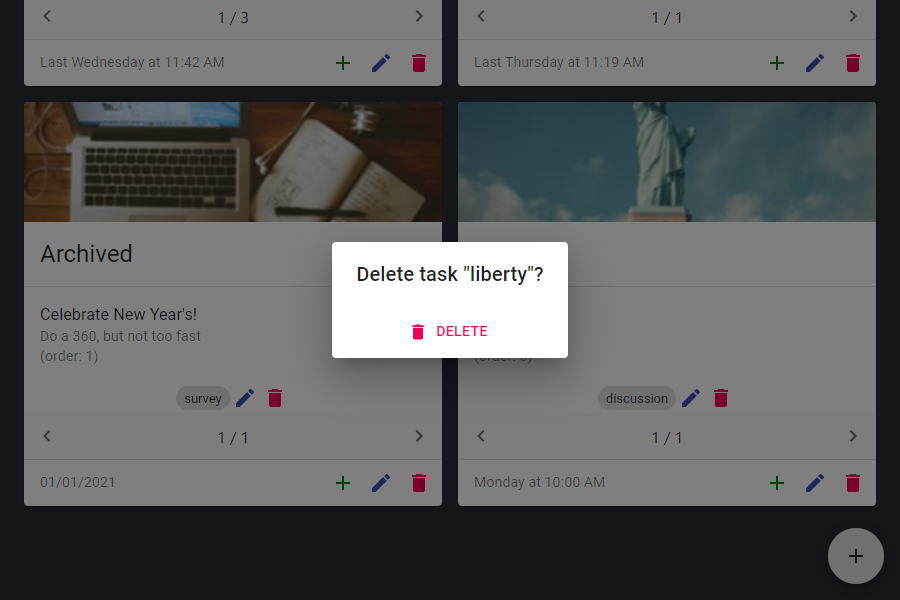 1 / 3
1 / 1
Last Wednesday at 11:42 AM
Last Thursday at 11:19 AM
Archived
Delete task "liberty"?
Celebrate New Year's!
Do a 360, but not too fast
DELETE
(order: 1)
survey
discussion
1 / 1
1 / 1
01/01/2021
Monday at 10:00 AM